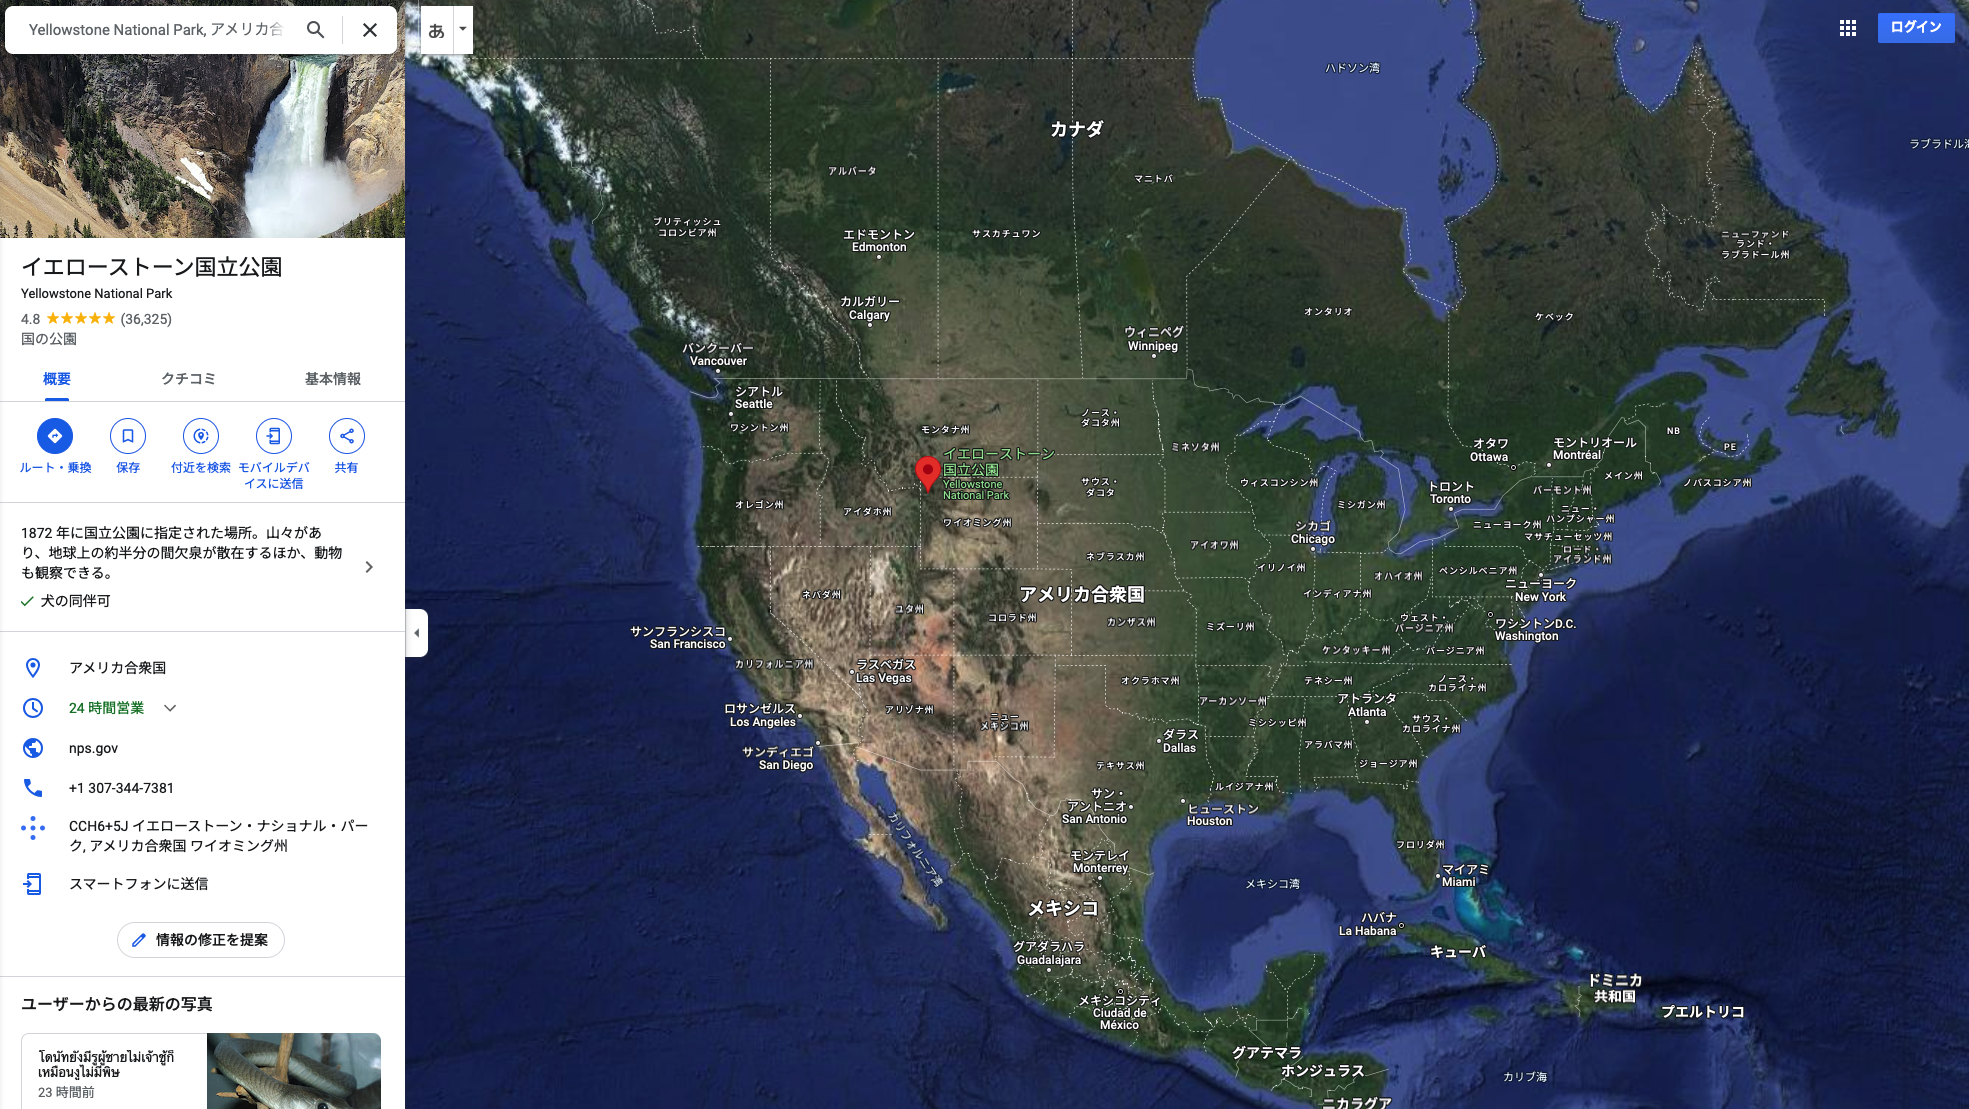 Yellowstone National Park, アメリカ合
あ
ログイン
イエローストーン国立公園
Yellowstone National Park
4.8 ★★★★★ (36,325)
国の公園
概要
クチコミ
基本情報
ルート・乗換
保存
付近を検索
モバイルデバ
イスに送信
共有
1872 年に国立公園に指定された場所。山々があ
り、地球上の約半分の間欠泉が散在するほか、動物
も観察できる。
犬の同伴可
アメリカ合衆国
24 時間営業
nps.gov
+1 307-344-7381
CCH6+5J イエローストーン・ナショナル・パー
ク, アメリカ合衆国 ワイオミング州
スマートフォンに送信
情報の修正を提案
ユーザーからの最新の写真
โดนัทยังมีรูผู้ชายไม่เจ้าชู้ก็
เหมือนงูไม่มีพิษ
23 時間前
ハドソン湾
カナダ
ラブラドル海
アルバータ
マニトバ
ブリティッシュ
コロンビア州
エドモントン
Edmonton
サスカチュワン
ニューファンド
ランド・
ラブラドール州
カルガリー
Calgary
オンタリオ
ケベック
ウィニペグ
Winnipeg
バンクーバー
Vancouver
シアトル
Seattle
ワシントン州
モンタナ州
ノース・
ダコタ州
ミネソタ州
オタワ
Ottawa
モントリオール
Montréal
NB
PE
イエローストーン
国立公園
Yellowstone
National Park
サウス・
ダコタ
ウィスコンシン州
ミシガン州
トロント
Toronto
バーモント州
メイン州
ノバスコシア州
オレゴン州
アイダホ州
ワイオミング州
シカゴ
Chicago
ニューヨーク州
ニュー・
ハンプシャー州
マサチューセッツ州
ロード・
アイランド州
ネブラスカ州
アイオワ州
イリノイ州
オハイオ州
ペンシルベニア州
ニューヨーク
New York
アメリカ合衆国
ネバダ州
ユタ州
コロラド州
カンザス州
ミズーリ州
インディアナ州
ウェスト・
バージニア州
ワシントンD.C.
Washington
サンフランシスコ
San Francisco
カリフォルニア州
ラスベガス
Las Vegas
ケンタッキー州
バージニア州
オクラホマ州
テネシー州
ノース・
カロライナ州
アーカンソー州
アトランタ
Atlanta
ロサンゼルス
Los Angeles
アリゾナ州
ニュー
メキシコ州
ミシシッピ州
サウス・
カロライナ州
サンディエゴ
San Diego
ダラス
Dallas
アラバマ州
テキサス州
ジョージア州
ルイジアナ州
サン・
アントニオ
San Antonio
ヒューストン
Houston
カリフォルニア湾
フロリダ州
モンテレイ
Monterrey
メキシコ湾
マイアミ
Miami
メキシコ
ハバナ
La Habana
キューバ
グアダラハラ
Guadalajara
ドミニカ
共和国
メキシコシティ
Ciudad de
México
プエルトリコ
グアテマラ
ホンジュラス
カリブ海
ニカラグア